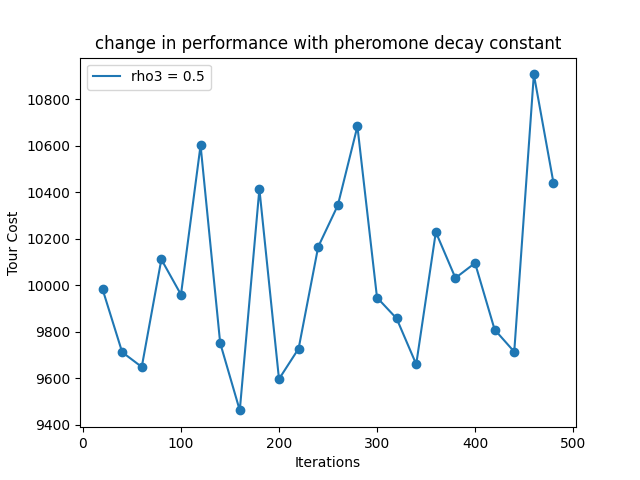 change in performance with pheromone decay constant
rho3 = 0.5
10800
10600
10400
10200
10000
9800
9600
9400
Tour Cost
0 100 200 300 400 500
Iterations